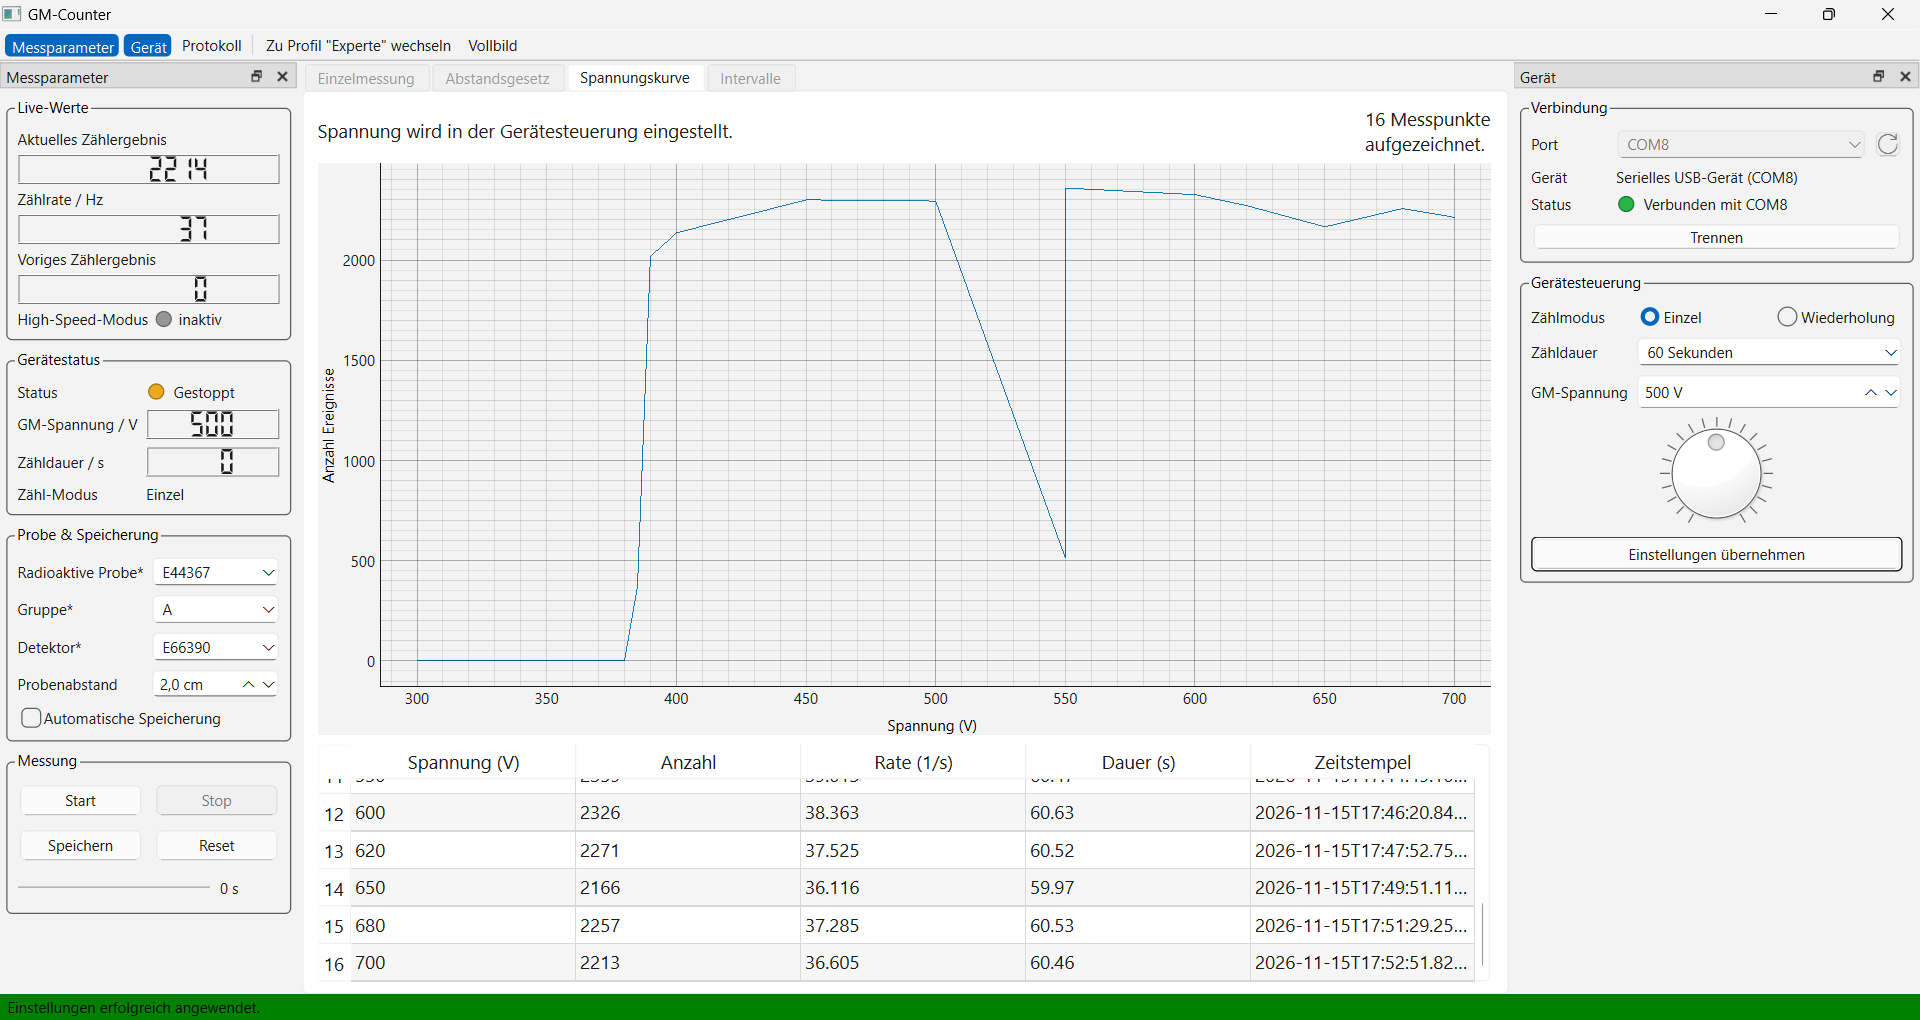 GM-Counter
Messparameter Gerät Protokoll Zu Profil "Experte" wechseln Vollbild
Messparameter
Live-Werte
Aktuelles Zählergebnis
2214
Zählrate / Hz
37
Voriges Zählergebnis
0
High-Speed-Modus inaktiv
Gerätestatus
Status Gestoppt
GM-Spannung / V 500
Zähldauer / s 0
Zähl-Modus Einzel
Probe & Speicherung
Radioaktive Probe* E44367
Gruppe* A
Detektor* E66390
Probenabstand 2,0 cm
Automatische Speicherung
Messung
Start Stop
Speichern Reset
0 s
Einzelmessung Abstandsgesetz Spannungskurve Intervalle
Spannung wird in der Gerätesteuerung eingestellt.
16 Messpunkte
aufgezeichnet.
Anzahl Ereignisse
2000
1500
1000
500
0
300 350 400 450 500 550 600 650 700
Spannung (V)
Spannung (V) Anzahl Rate (1/s) Dauer (s) Zeitstempel
12 600 2326 38.363 60.63 2026-11-15T17:46:20.84...
13 620 2271 37.525 60.52 2026-11-15T17:47:52.75...
14 650 2166 36.116 59.97 2026-11-15T17:49:51.11...
15 680 2257 37.285 60.53 2026-11-15T17:51:29.25...
16 700 2213 36.605 60.46 2026-11-15T17:52:51.82...
Gerät
Verbindung
Port COM8
Gerät Serielles USB-Gerät (COM8)
Status Verbunden mit COM8
Trennen
Gerätesteuerung
Zählmodus Einzel Wiederholung
Zähldauer 60 Sekunden
GM-Spannung 500 V
Einstellungen übernehmen
Einstellungen erfolgreich angewendet.